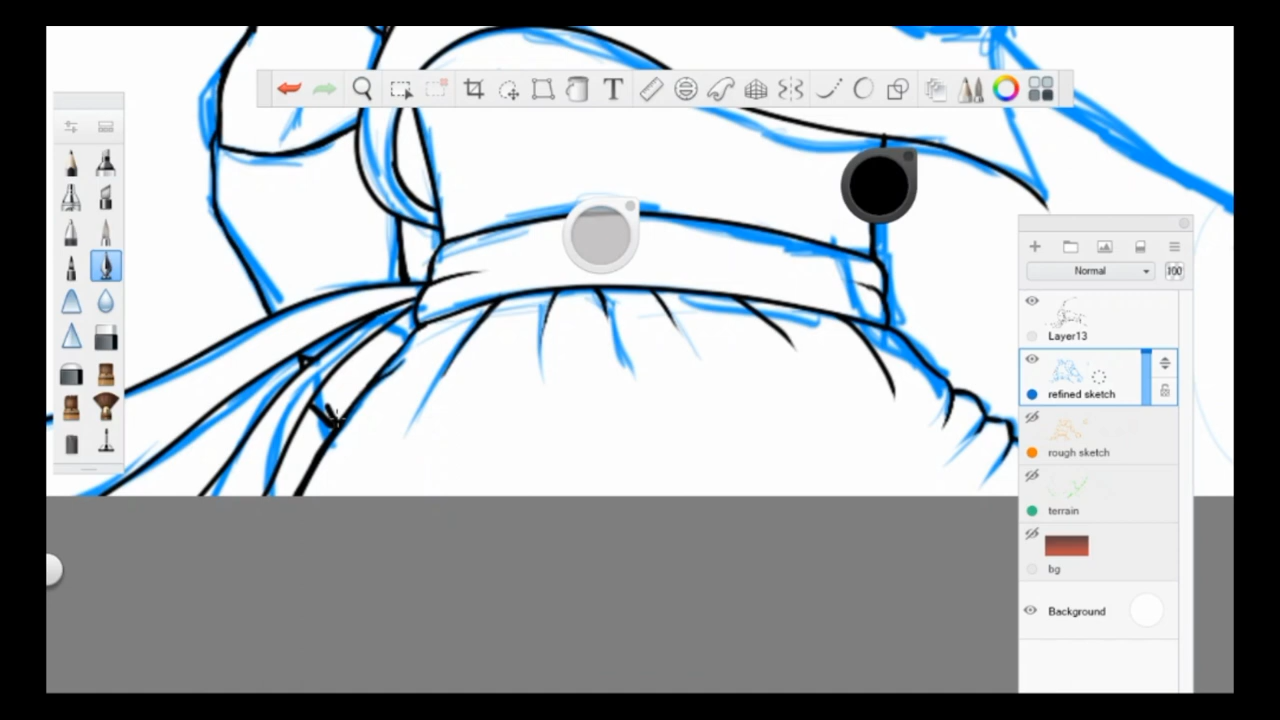 T
Normal
100
Layer13
refined sketch
rough sketch
terrain
bg
Background